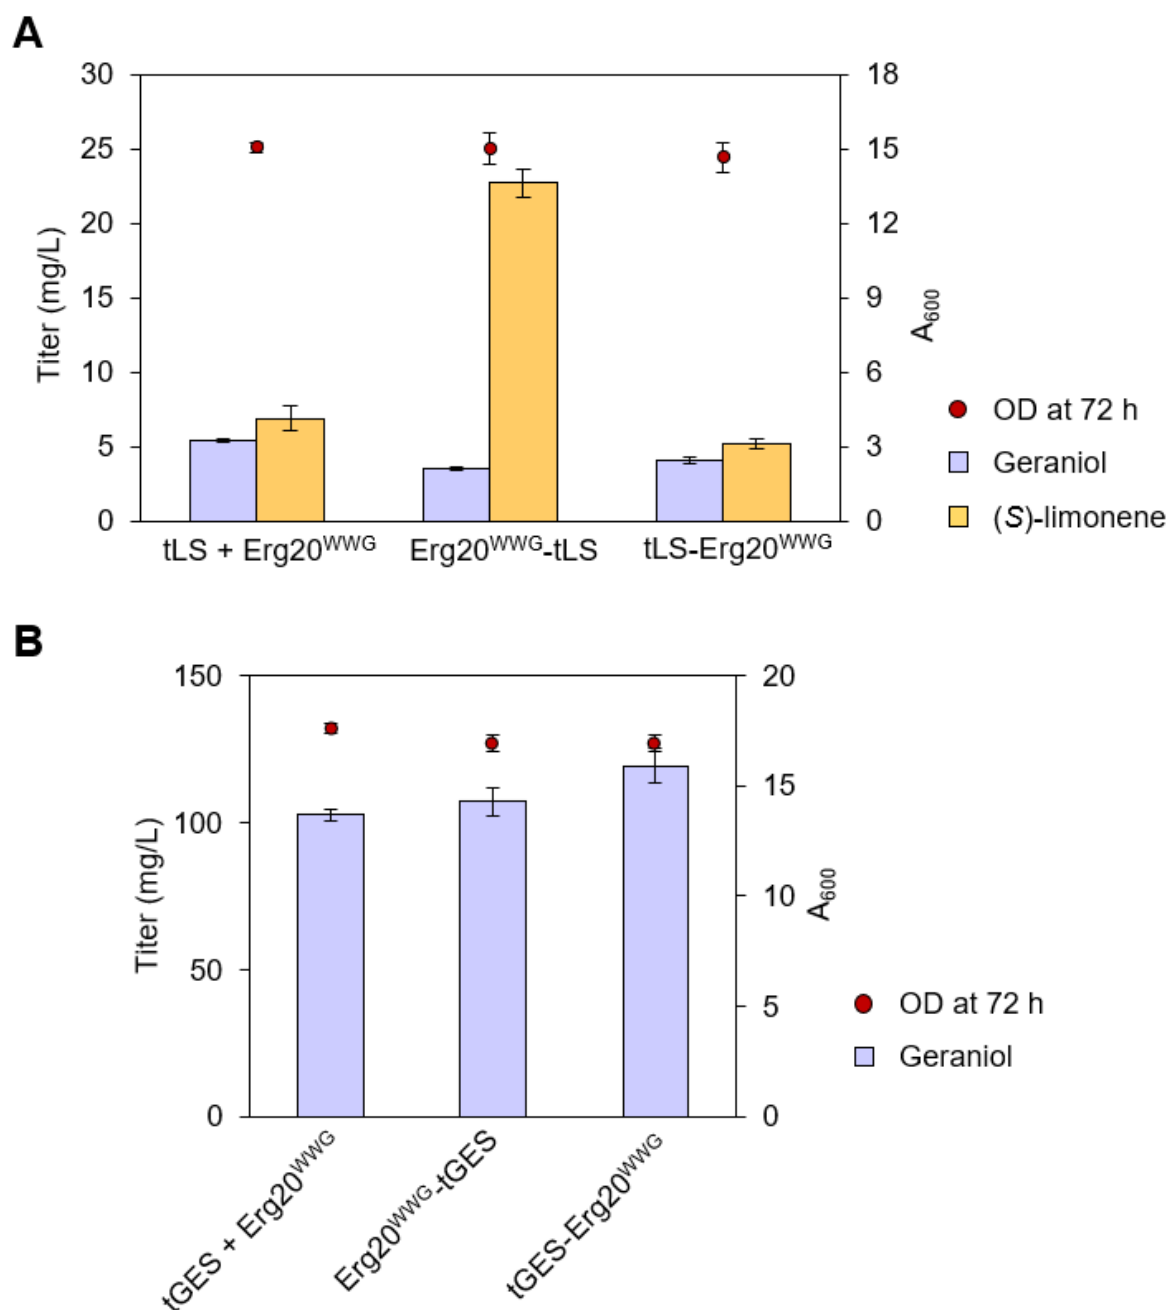 A
30
25
20
15
10
5
0
Titer (mg/L)
18
15
12
9
6
3
0
A600
tLS + Erg20WWG
Erg20WWG-tLS
tLS-Erg20WWG
OD at 72 h
Geraniol
(S)-limonene
B
150
100
50
0
Titer (mg/L)
20
15
10
5
0
A600
tGES + Erg20WWG
Erg20WWG-tGES
tGES-Erg20WWG
OD at 72 h
Geraniol